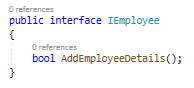 0 references
public interface IEmployee
{
0 references
bool AddEmployeeDetails();
}